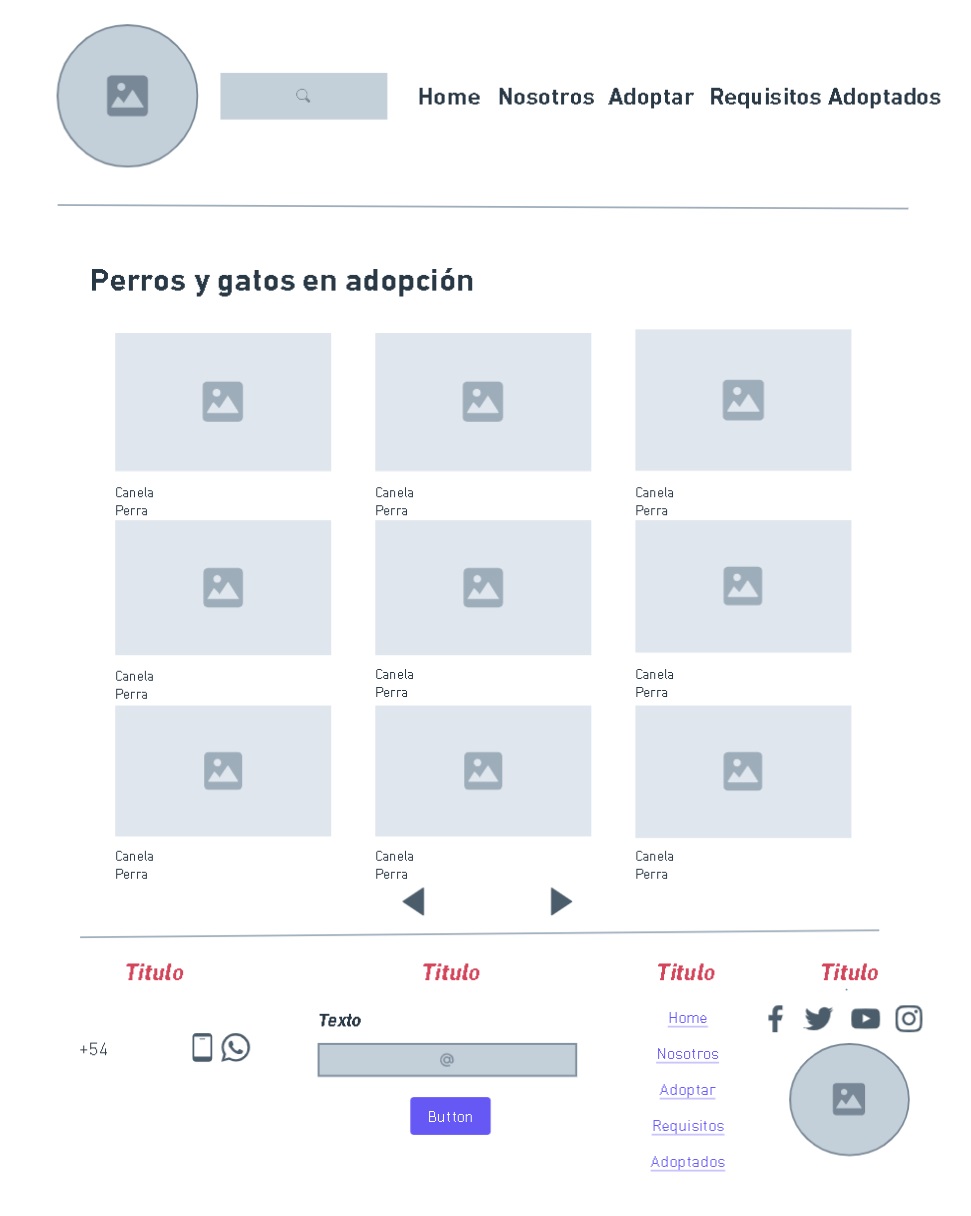 Home Nosotros Adoptar Requisitos Adoptados
Perros y gatos en adopción
Canela
Perra
Canela
Perra
Canela
Perra
Canela
Perra
Canela
Perra
Canela
Perra
Canela
Perra
Canela
Perra
Canela
Perra
Titulo
+54
Titulo
Texto
@
Button
Titulo
Home
Nosotros
Adoptar
Requisitos
Adoptados
Titulo